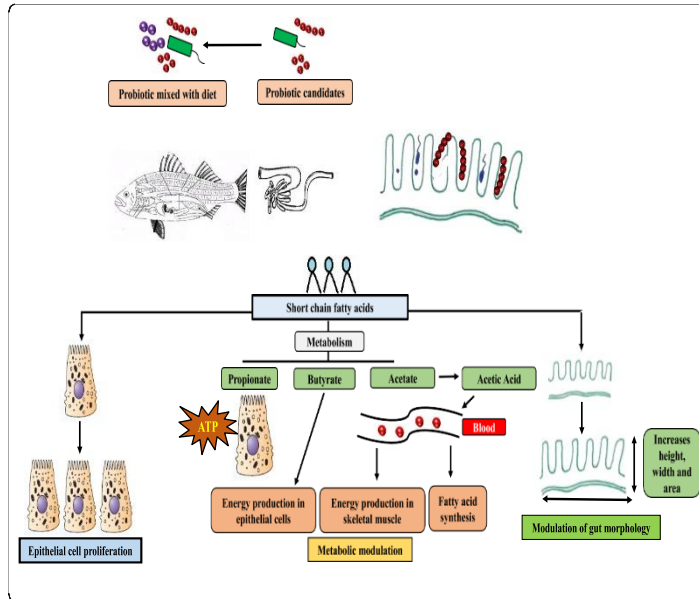 Probiotic mixed with diet
Probiotic candidates
Short chain fatty acids
Metabolism
Propionate
Butyrate
Acetate
Acetic Acid
ATP
Blood
Increases
height,
width and
area
Energy production in
epithelial cells
Energy production in
skeletal muscle
Fatty acid
synthesis
Modulation of gut morphology
Epithelial cell proliferation
Metabolic modulation